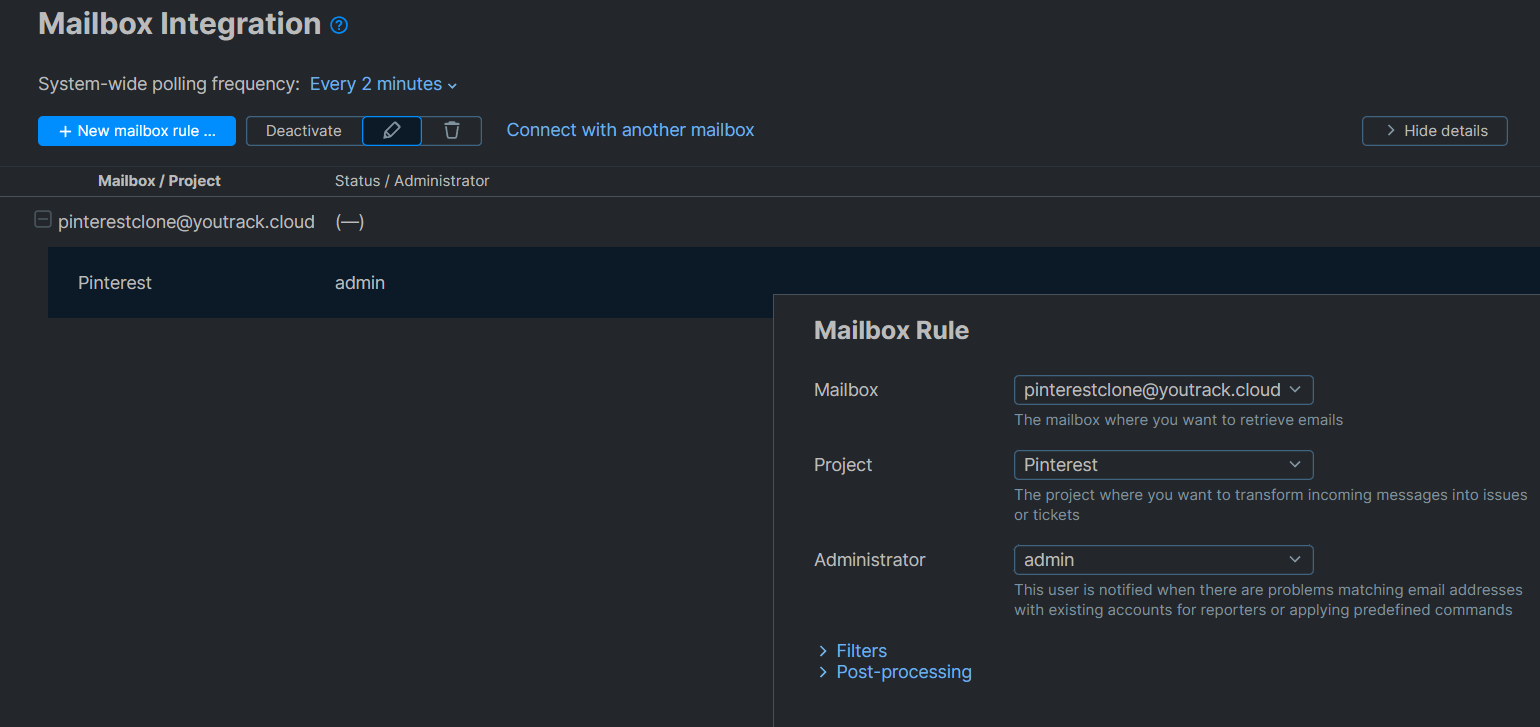 Mailbox Integration ?
System-wide polling frequency: Every 2 minutes
+ New mailbox rule ... Deactivate Connect with another mailbox Hide details
Mailbox / Project Status / Administrator
pinterestclone@youtrack.cloud (—)
Pinterest admin
Mailbox Rule
Mailbox pinterestclone@youtrack.cloud
The mailbox where you want to retrieve emails
Project Pinterest
The project where you want to transform incoming messages into issues
or tickets
Administrator admin
This user is notified when there are problems matching email addresses
with existing accounts for reporters or applying predefined commands
Filters
Post-processing